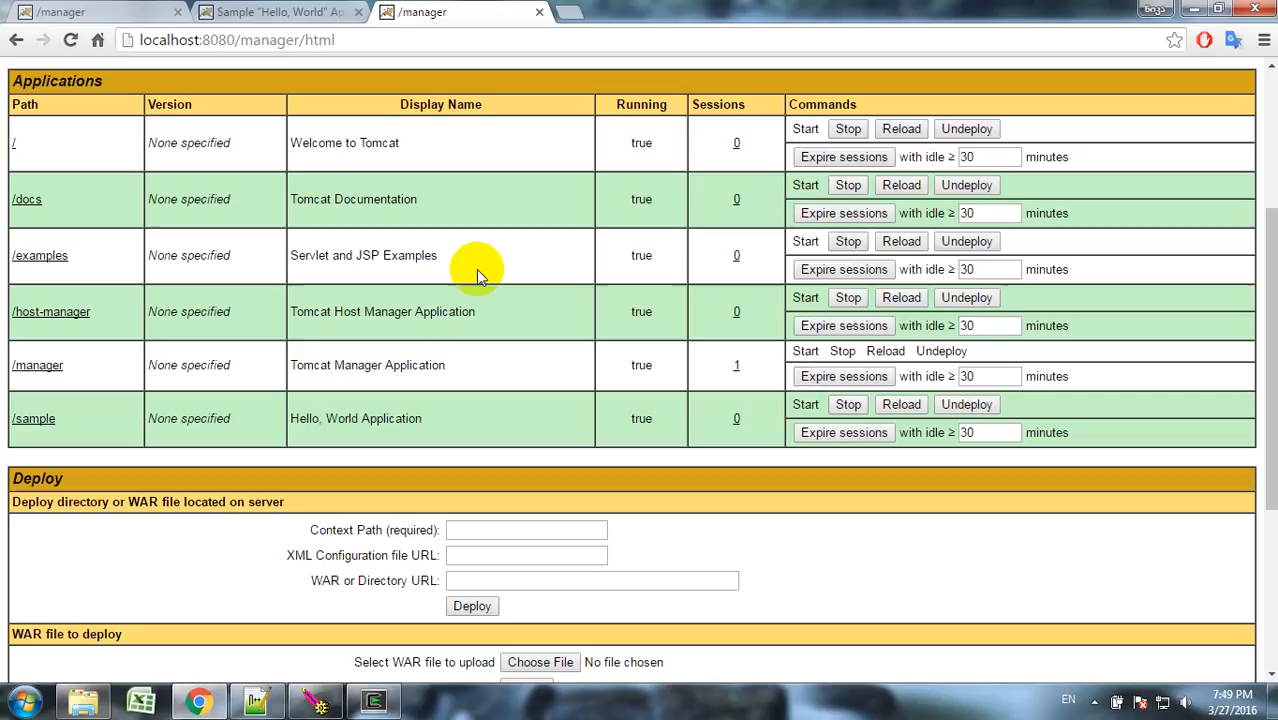 /manager
Sample "Hello, World" Ap
/manager
localhost:8080/manager/html
Applications
Path Version Display Name Running Sessions Commands
/ None specified Welcome to Tomcat true 0 Start Stop Reload Undeploy
Expire sessions with idle ≥ 30 minutes
/docs None specified Tomcat Documentation true 0 Start Stop Reload Undeploy
Expire sessions with idle ≥ 30 minutes
/examples None specified Servlet and JSP Examples true 0 Start Stop Reload Undeploy
Expire sessions with idle ≥ 30 minutes
/host-manager None specified Tomcat Host Manager Application true 0 Start Stop Reload Undeploy
Expire sessions with idle ≥ 30 minutes
/manager None specified Tomcat Manager Application true 1 Start Stop Reload Undeploy
Expire sessions with idle ≥ 30 minutes
/sample None specified Hello, World Application true 0 Start Stop Reload Undeploy
Expire sessions with idle ≥ 30 minutes
Deploy
Deploy directory or WAR file located on server
Context Path (required):
XML Configuration file URL:
WAR or Directory URL:
Deploy
WAR file to deploy
Select WAR file to upload Choose File No file chosen
EN 7:49 PM
3/27/2016